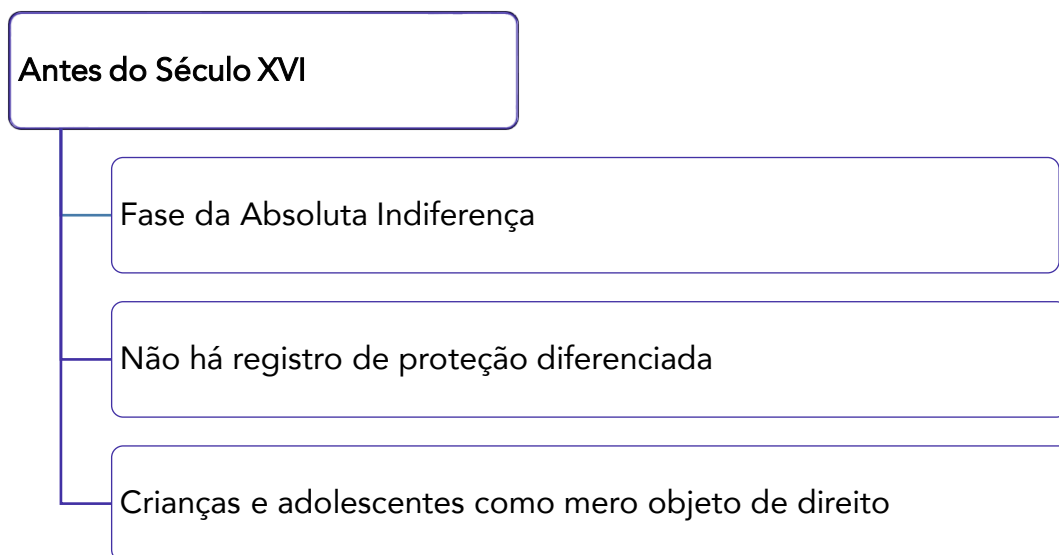 Antes do Século XVI
Fase da Absoluta Indiferença
Não há registro de proteção diferenciada
Crianças e adolescentes como mero objeto de direito